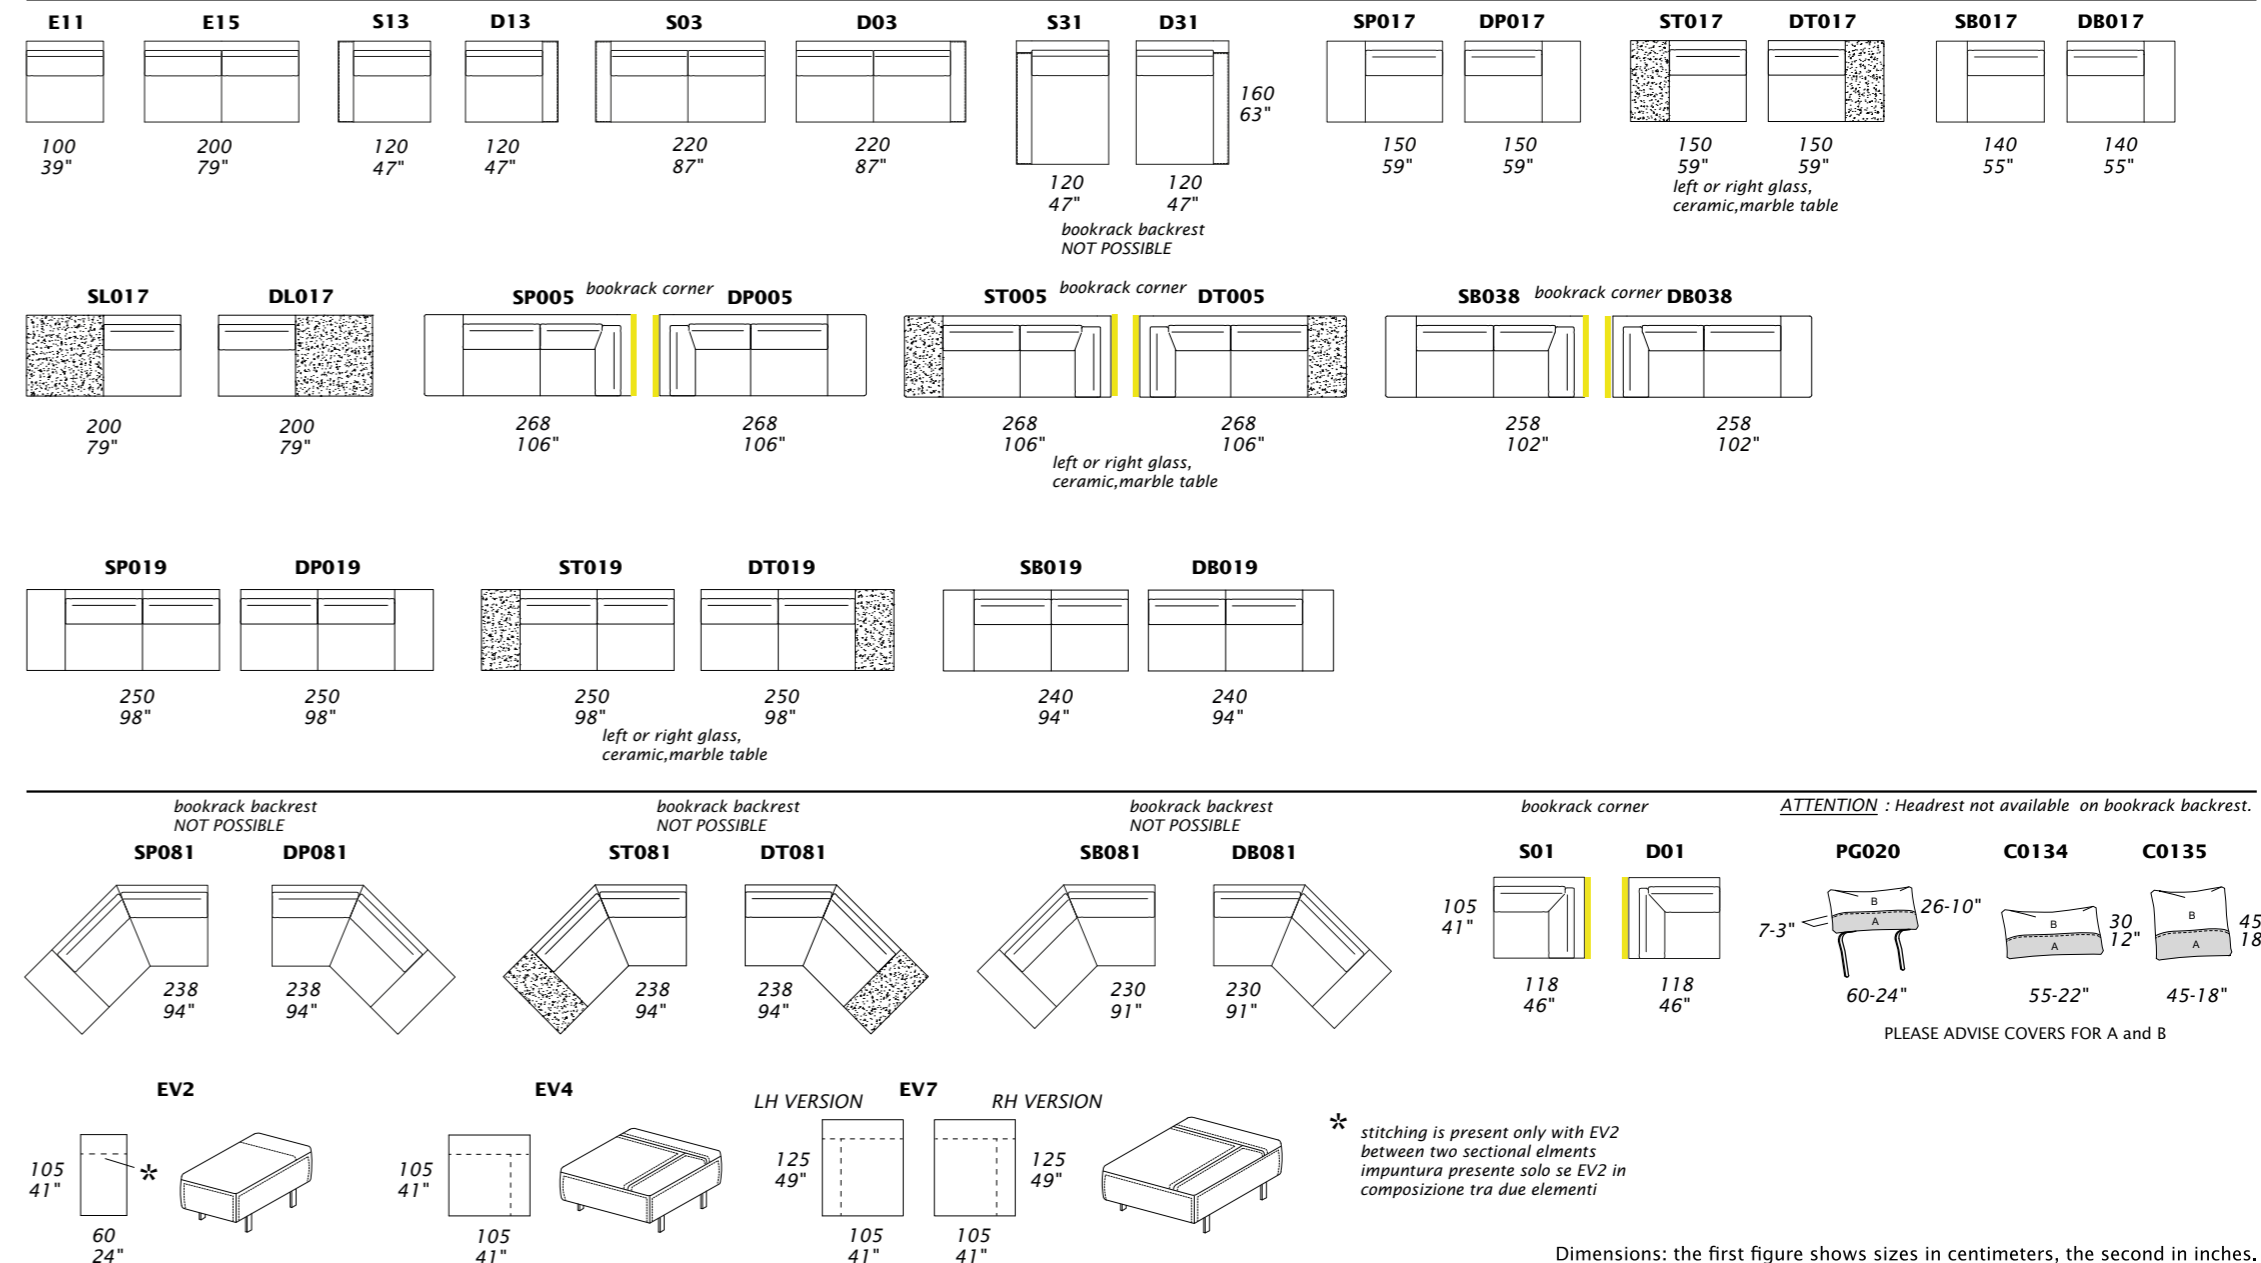 E11 E15 S13 D13 S03 D03 S31 D31 SP017 DP017 ST017 DT017 SB017 DB017
160
63"
100 200 120 120 220 220 150 150 150 150 140 140
39" 79" 47" 47" 87" 87" 59" 59" 59" 59" 55" 55"
120 120
47" 47"
left or right glass,
ceramic,marble table
bookrack backrest
NOT POSSIBLE
SL017 DL017 SP005 bookrack corner DP005 ST005 bookrack corner DT005 SB038 bookrack corner DB038
200 200 268 268 268 268 258 258
79" 79" 106" 106" 106" 106" 102" 102"
left or right glass,
ceramic,marble table
SP019 DP019 ST019 DT019 SB019 DB019
250 250 250 250 240 240
98" 98" 98" 98" 94" 94"
left or right glass,
ceramic,marble table
bookrack backrest
NOT POSSIBLE
bookrack backrest
NOT POSSIBLE
bookrack backrest
NOT POSSIBLE
bookrack corner
ATTENTION : Headrest not available on bookrack backrest.
SP081 DP081 ST081 DT081 SB081 DB081 S01 D01 PG020 C0134 C0135
105
41"
7-3"
B
A
26-10"
B
A
30
12"
B
A
45
18
238 238 238 238 230 230 118 118
94" 94" 94" 94" 91" 91" 46" 46"
60-24" 55-22" 45-18"
PLEASE ADVISE COVERS FOR A and B
EV2 EV4 EV7
LH VERSION RH VERSION
105
41"
*
60
24"
105
41"
105
41"
125
49"
105
41"
105
41"
125
49"
* stitching is present only with EV2
between two sectional elments
impuntura presente solo se EV2 in
composizione tra due elementi
Dimensions: the first figure shows sizes in centimeters, the second in inches.